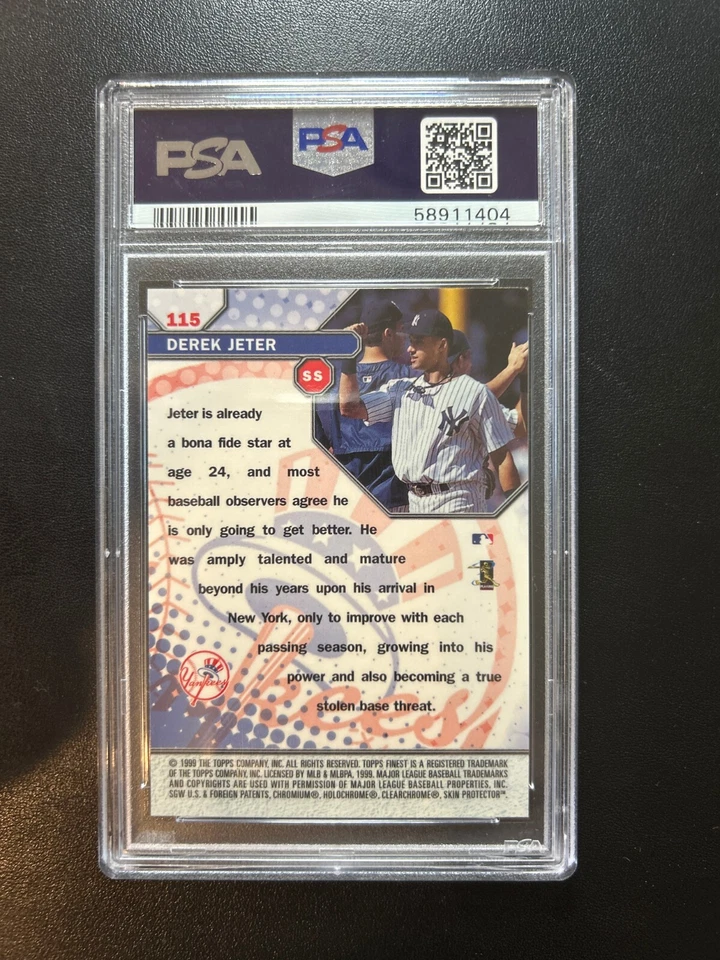 PSA
PSA
58911404
115
DEREK JETER
SS
NY
Jeter is already
a bona fide star at
age 24, and most
baseball observers agree he
is only going to get better. He
was amply talented and mature
beyond his years upon his arrival in
New York, only to improve with each
passing season, growing into his
power and also becoming a true
stolen base threat.
Yankees
© 1999 THE TOPPS COMPANY, INC. ALL RIGHTS RESERVED. TOPPS FINEST IS A REGISTERED TRADEMARK
OF THE TOPPS COMPANY, INC. LICENSED BY MLB & MLBPA, 1999. MAJOR LEAGUE BASEBALL TRADEMARKS
AND COPYRIGHTS ARE USED WITH PERMISSION OF MAJOR LEAGUE BASEBALL PROPERTIES, INC.
SGW U.S. & FOREIGN PATENTS, CHROMIUM®, HOLOCHROME®, CLEARCHROME®, SKIN PROTECTOR™
PSA